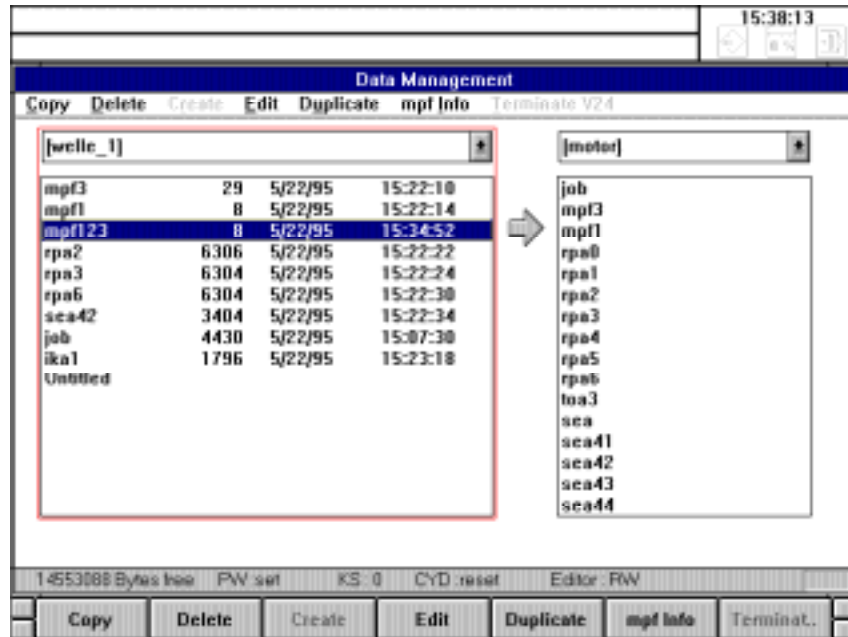 15:38:13
Data Management
Copy Delete Create Edit Duplicate mpf Info Terminate V24
[welle_1]
[motor]
mpf3 29 5/22/95 15:22:10
mpf1 8 5/22/95 15:22:14
mpf123 8 5/22/95 15:34:52
rpa2 6306 5/22/95 15:22:22
rpa3 6304 5/22/95 15:22:24
rpa6 6304 5/22/95 15:22:30
sea42 3404 5/22/95 15:22:34
job 4430 5/22/95 15:07:30
ika1 1796 5/22/95 15:23:18
Untitled
job
mpf3
mpf1
rpa0
rpa1
rpa2
rpa3
rpa4
rpa5
rpa6
toa3
sea
sea41
sea42
sea43
sea44
14553088 Bytes free PW set KS : 0 CYD :reset Editor : RW
Copy Delete Create Edit Duplicate mpf Info Terminat..